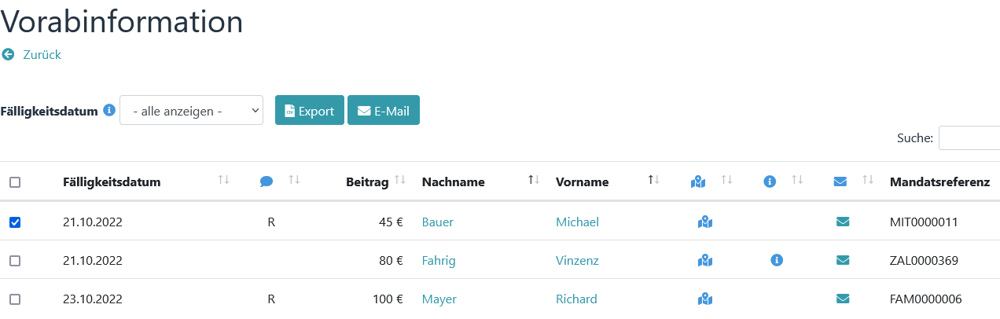 Vorabinformation
Zurück
Fälligkeitsdatum - alle anzeigen - Export E-Mail
Suche:
Fälligkeitsdatum Beitrag Nachname Vorname Mandatsreferenz
21.10.2022 R 45 € Bauer Michael MIT0000011
21.10.2022 80 € Fahrig Vinzenz ZAL0000369
23.10.2022 R 100 € Mayer Richard FAM0000006